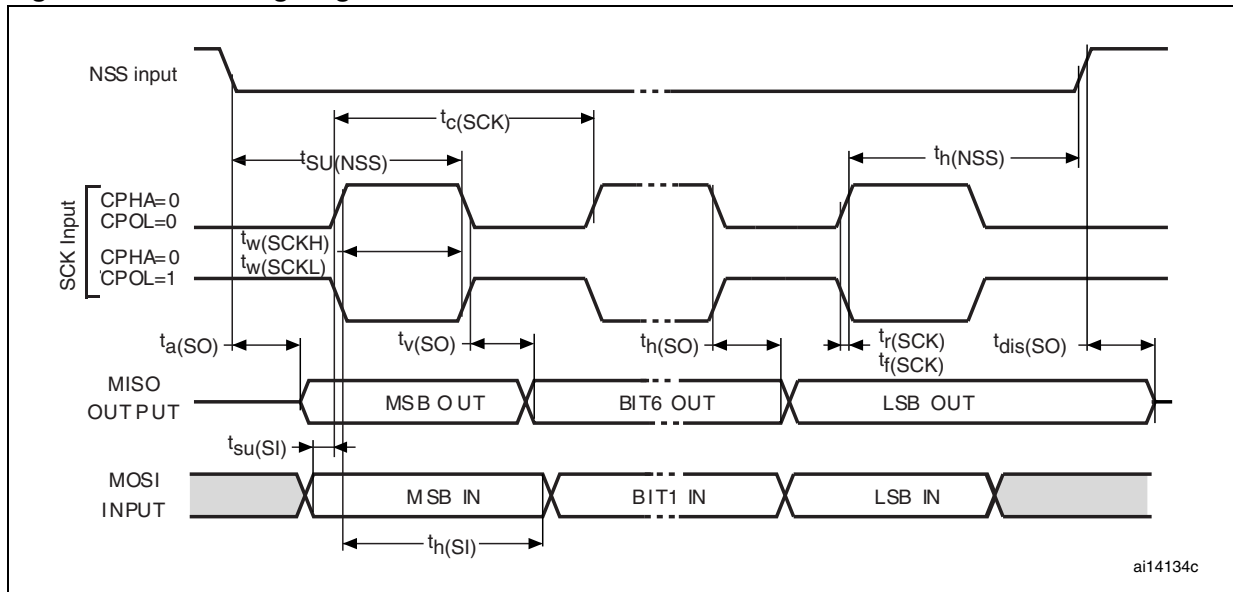 NSS input
tc(SCK)
tSU(NSS)
th(NSS)
SCK Input
CPHA=0
CPOL=0
tw(SCKH)
CPHA=0
tw(SCKL)
CPOL=1
ta(SO)
tv(SO)
th(SO)
tr(SCK)
tf(SCK)
tdis(SO)
MISO
OUTPUT
MSB OUT
BIT6 OUT
LSB OUT
tsu(SI)
MOSI
INPUT
MSB IN
BIT1 IN
LSB IN
th(SI)
ai14134c